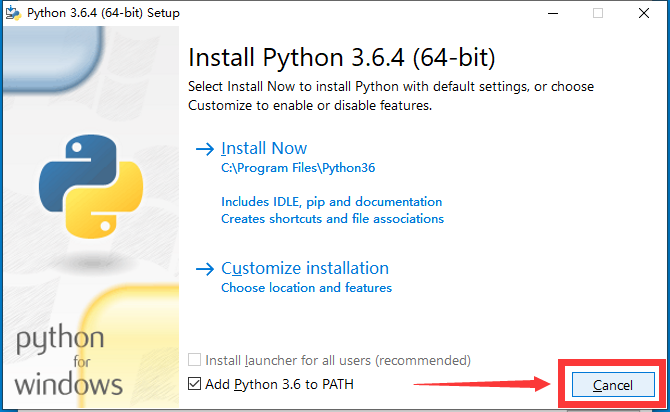 Python 3.6.4 (64-bit) Setup
Install Python 3.6.4 (64-bit)
Select Install Now to install Python with default settings, or choose
Customize to enable or disable features.
Install Now
C:\Program Files\Python36
Includes IDLE, pip and documentation
Creates shortcuts and file associations
Customize installation
Choose location and features
python
for
windows
Install launcher for all users (recommended)
Add Python 3.6 to PATH
Cancel